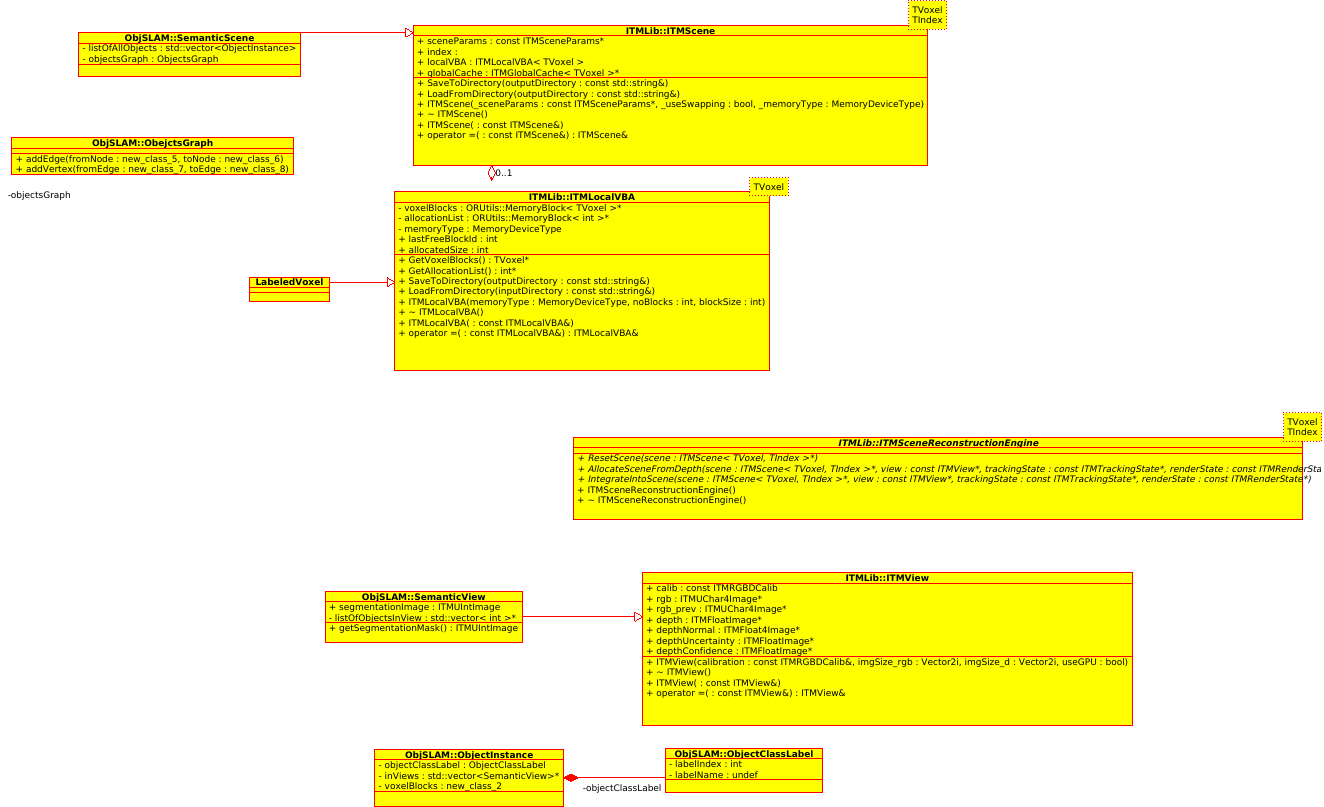 TVoxel
TIndex
ITMLib::ITMScene
+ sceneParams : const ITMSceneParams*
+ index :
+ localVBA : ITMLocalVBA< TVoxel >
+ globalCache : ITMGlobalCache< TVoxel >*
+ SaveToDirectory(outputDirectory : const std::string&)
+ LoadFromDirectory(outputDirectory : const std::string&)
+ ITMScene(_sceneParams : const ITMSceneParams*, _useSwapping : bool, _memoryType : MemoryDeviceType)
+ ~ ITMScene()
+ ITMScene( : const ITMScene&)
+ operator =( : const ITMScene&) : ITMScene&
ObjSLAM::SemanticScene
- listOfAllObjects : std::vector<ObjectInstance>
- objectsGraph : ObjectsGraph
ObjSLAM::ObejctsGraph
+ addEdge(fromNode : new_class_5, toNode : new_class_6)
+ addVertex(fromEdge : new_class_7, toEdge : new_class_8)
-objectsGraph
0..1
TVoxel
ITMLib::ITMLocalVBA
- voxelBlocks : ORUtils::MemoryBlock< TVoxel >*
- allocationList : ORUtils::MemoryBlock< int >*
- memoryType : MemoryDeviceType
+ lastFreeBlockId : int
+ allocatedSize : int
+ GetVoxelBlocks() : TVoxel*
+ GetAllocationList() : int*
+ SaveToDirectory(outputDirectory : const std::string&)
+ LoadFromDirectory(inputDirectory : const std::string&)
+ ITMLocalVBA(memoryType : MemoryDeviceType, noBlocks : int, blockSize : int)
+ ~ ITMLocalVBA()
+ ITMLocalVBA( : const ITMLocalVBA&)
+ operator =( : const ITMLocalVBA&) : ITMLocalVBA&
LabeledVoxel
TVoxel
TIndex
ITMLib::ITMSceneReconstructionEngine
+ ResetScene(scene : ITMScene< TVoxel, TIndex >*)
+ AllocateSceneFromDepth(scene : ITMScene< TVoxel, TIndex >*, view : const ITMView*, trackingState : const ITMTrackingState*, renderState : const ITMRenderSta
+ IntegrateIntoScene(scene : ITMScene< TVoxel, TIndex >*, view : const ITMView*, trackingState : const ITMTrackingState*, renderState : const ITMRenderState*)
+ ITMSceneReconstructionEngine()
+ ~ ITMSceneReconstructionEngine()
ITMLib::ITMView
+ calib : const ITMRGBDCalib
+ rgb : ITMUChar4Image*
+ rgb_prev : ITMUChar4Image*
+ depth : ITMFloatImage*
+ depthNormal : ITMFloat4Image*
+ depthUncertainty : ITMFloatImage*
+ depthConfidence : ITMFloatImage*
+ ITMView(calibration : const ITMRGBDCalib&, imgSize_rgb : Vector2i, imgSize_d : Vector2i, useGPU : bool)
+ ~ ITMView()
+ ITMView( : const ITMView&)
+ operator =( : const ITMView&) : ITMView&
ObjSLAM::SemanticView
+ segmentationImage : ITMUIntImage
- listOfObjectsInView : std::vector< int >*
+ getSegmentationMask() : ITMUIntImage
ObjSLAM::ObjectInstance
- objectClassLabel : ObjectClassLabel
- inViews : std::vector<SemanticView>*
- voxelBlocks : new_class_2
-objectClassLabel
ObjSLAM::ObjectClassLabel
- labelIndex : int
- labelName : undef